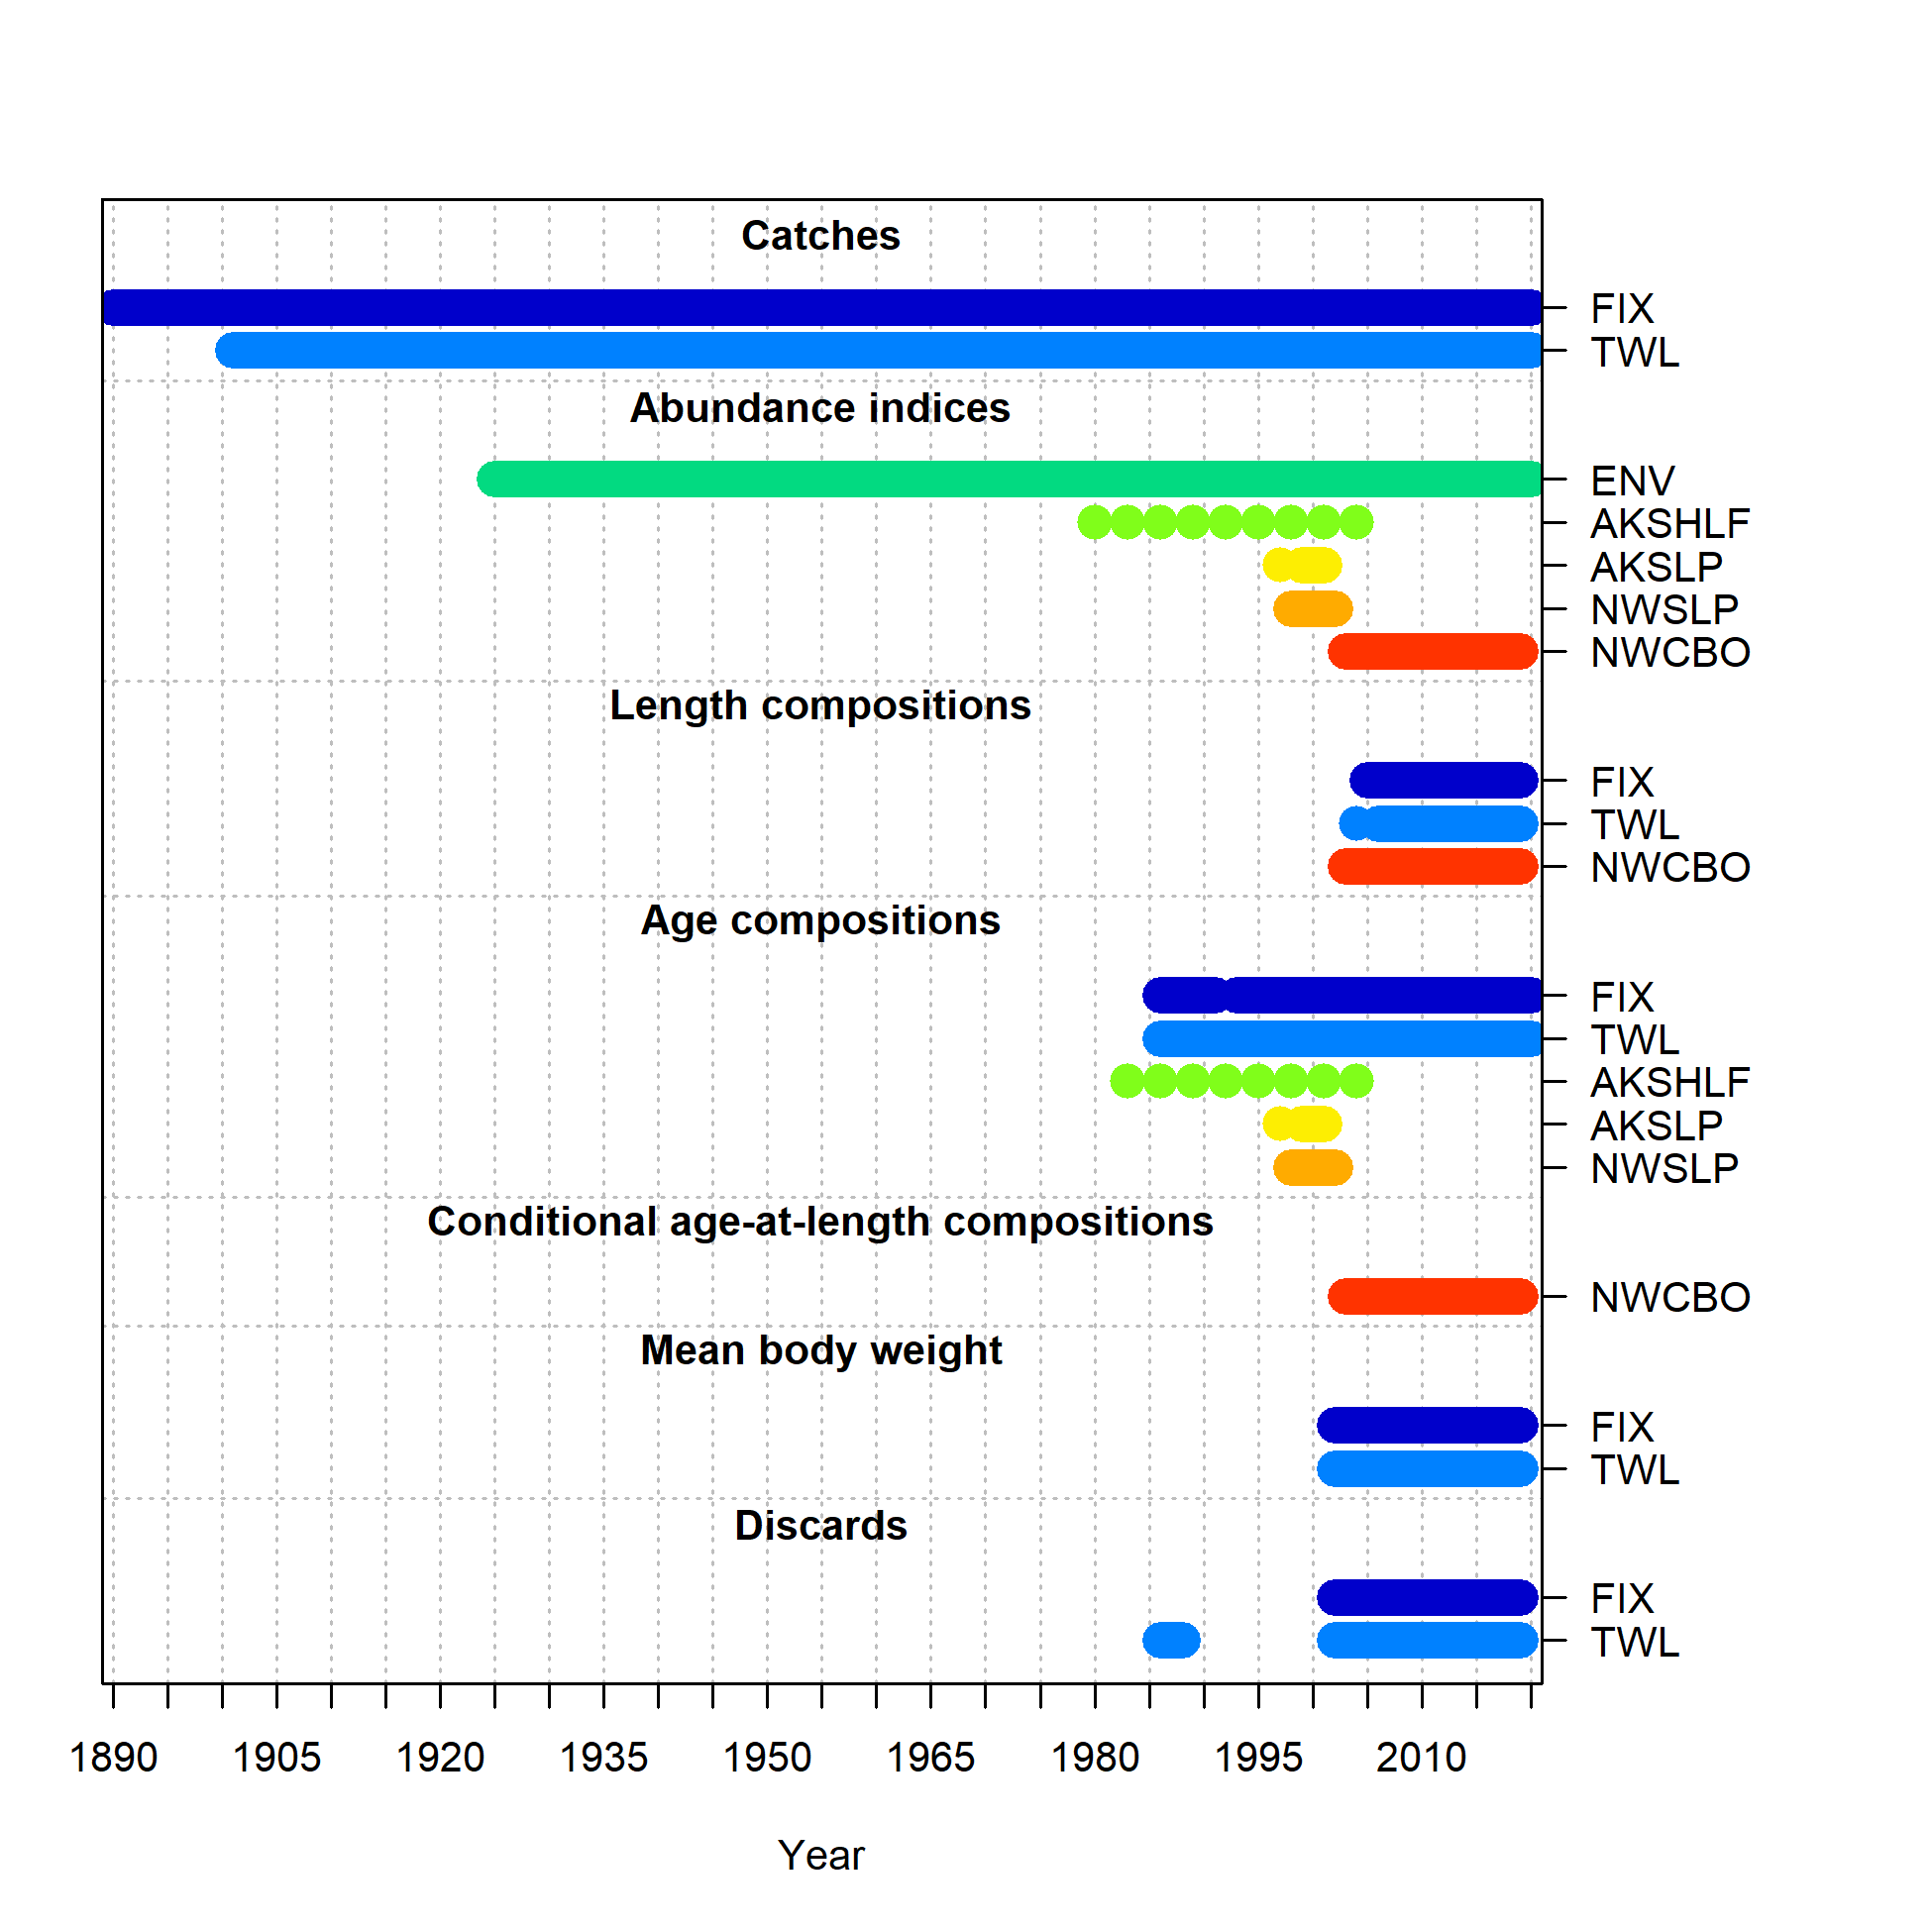 Catches
FIX
TWL
Abundance indices
ENV
AKSHLF
AKSLP
NWSLP
NWCBO
Length compositions
FIX
TWL
NWCBO
Age compositions
FIX
TWL
AKSHLF
AKSLP
NWSLP
Conditional age-at-length compositions
NWCBO
Mean body weight
FIX
TWL
Discards
FIX
TWL
1890 1905 1920 1935 1950 1965 1980 1995 2010
Year